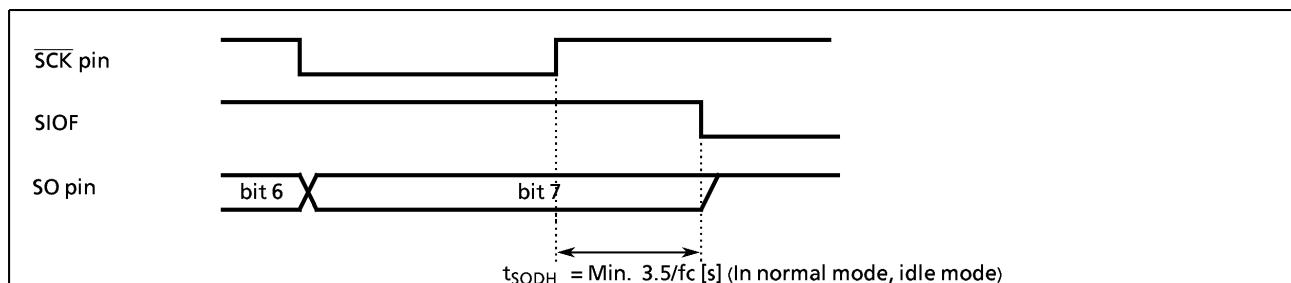 SCK pin
SIOF
SO pin
bit 6
bit 7
tSODH = Min. 3.5/fc [s] (In normal mode, idle mode)